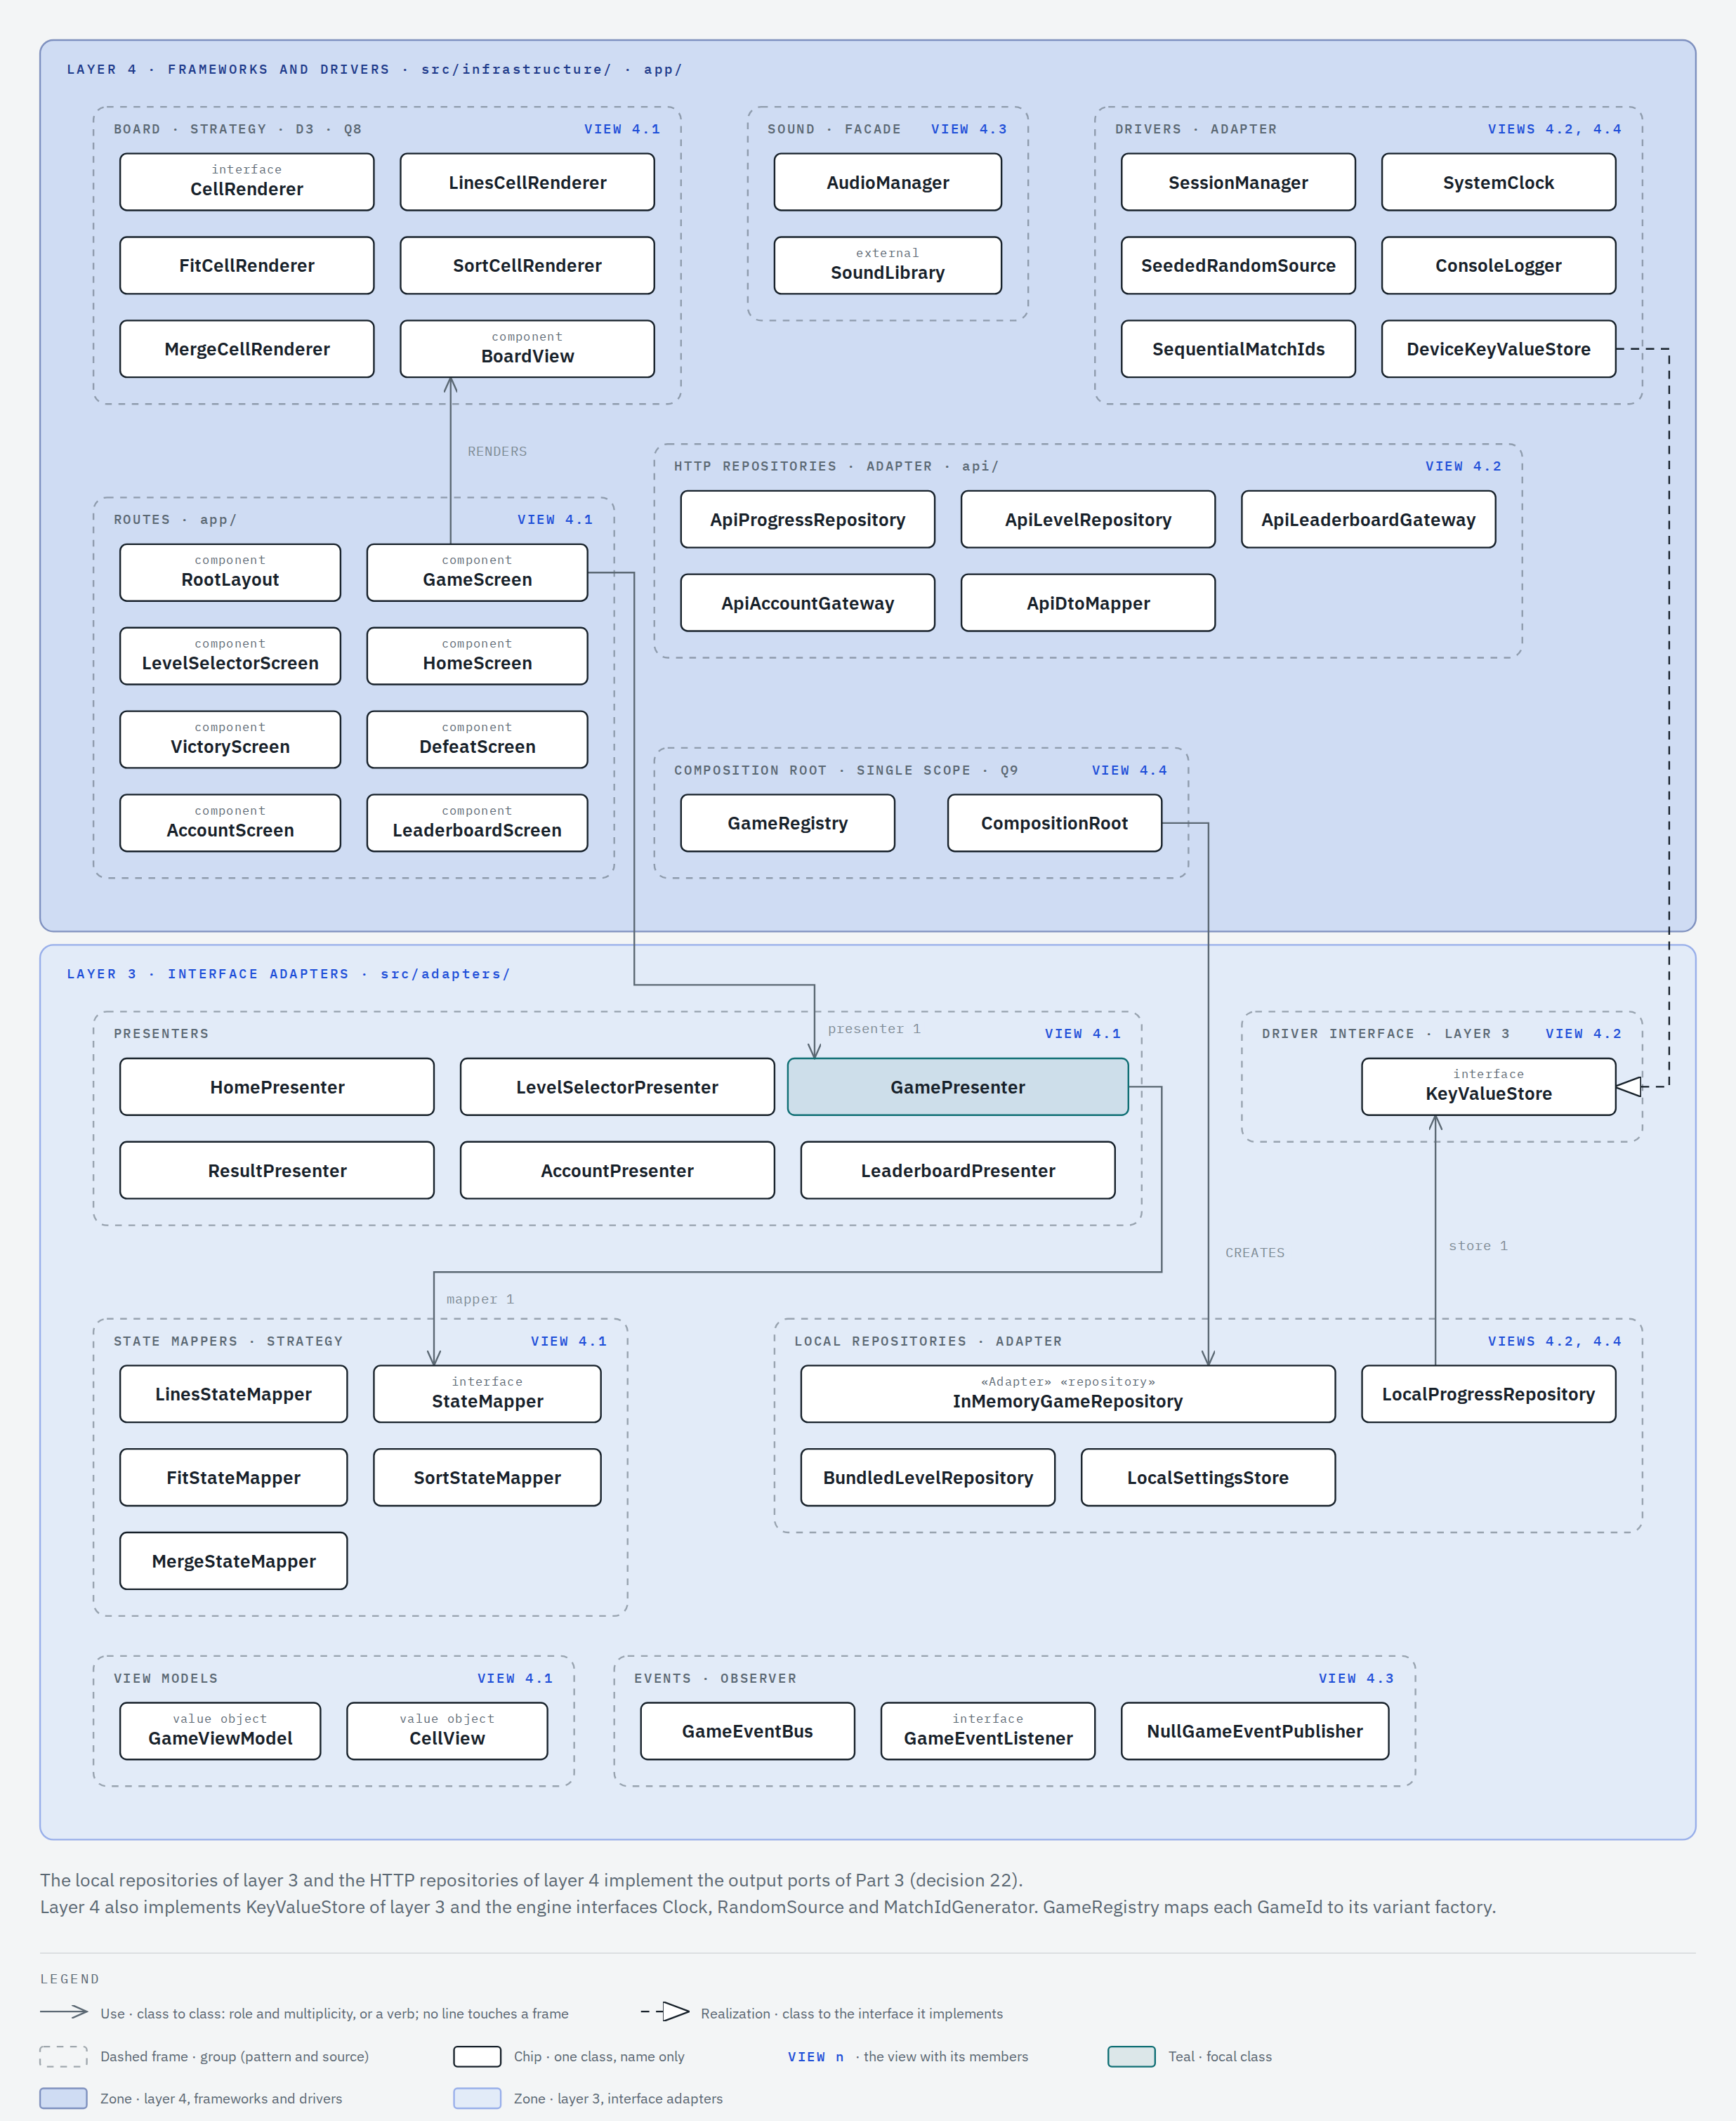 LAYER 4 · FRAMEWORKS AND DRIVERS · src/infrastructure/ · app/
BOARD · STRATEGY · D3 · Q8
VIEW 4.1
interface
CellRenderer
LinesCellRenderer
FitCellRenderer
SortCellRenderer
MergeCellRenderer
component
BoardView
SOUND · FACADE
VIEW 4.3
AudioManager
external
SoundLibrary
DRIVERS · ADAPTER
VIEWS 4.2, 4.4
SessionManager
SystemClock
SeededRandomSource
ConsoleLogger
SequentialMatchIds
DeviceKeyValueStore
RENDERS
ROUTES · app/
VIEW 4.1
component
RootLayout
component
GameScreen
component
LevelSelectorScreen
component
HomeScreen
component
VictoryScreen
component
DefeatScreen
component
AccountScreen
component
LeaderboardScreen
HTTP REPOSITORIES · ADAPTER · api/
VIEW 4.2
ApiProgressRepository
ApiLevelRepository
ApiLeaderboardGateway
ApiAccountGateway
ApiDtoMapper
COMPOSITION ROOT · SINGLE SCOPE · Q9
VIEW 4.4
GameRegistry
CompositionRoot
LAYER 3 · INTERFACE ADAPTERS · src/adapters/
PRESENTERS
presenter 1
VIEW 4.1
HomePresenter
LevelSelectorPresenter
GamePresenter
ResultPresenter
AccountPresenter
LeaderboardPresenter
DRIVER INTERFACE · LAYER 3
VIEW 4.2
interface
KeyValueStore
CREATES
store 1
mapper 1
STATE MAPPERS · STRATEGY
VIEW 4.1
LinesStateMapper
interface
StateMapper
FitStateMapper
SortStateMapper
MergeStateMapper
LOCAL REPOSITORIES · ADAPTER
VIEWS 4.2, 4.4
«Adapter» «repository»
InMemoryGameRepository
LocalProgressRepository
BundledLevelRepository
LocalSettingsStore
VIEW MODELS
VIEW 4.1
value object
GameViewModel
value object
CellView
EVENTS · OBSERVER
VIEW 4.3
GameEventBus
interface
GameEventListener
NullGameEventPublisher
The local repositories of layer 3 and the HTTP repositories of layer 4 implement the output ports of Part 3 (decision 22).
Layer 4 also implements KeyValueStore of layer 3 and the engine interfaces Clock, RandomSource and MatchIdGenerator. GameRegistry maps each GameId to its variant factory.
LEGEND
Use · class to class: role and multiplicity, or a verb; no line touches a frame
Realization · class to the interface it implements
Dashed frame · group (pattern and source)
Chip · one class, name only
VIEW n · the view with its members
Teal · focal class
Zone · layer 4, frameworks and drivers
Zone · layer 3, interface adapters